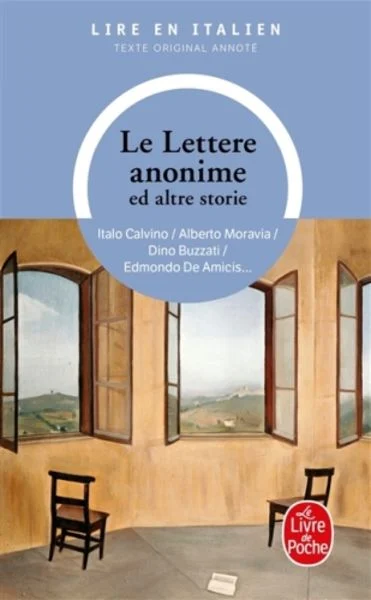 LIRE EN ITALIEN
TEXTE ORIGINAL ANNOTÉ
Le Lettere
anonime
ed altre storie
Italo Calvino / Alberto Moravia /
Dino Buzzati /
Edmondo De Amicis...
Le
Livre
de
Poche